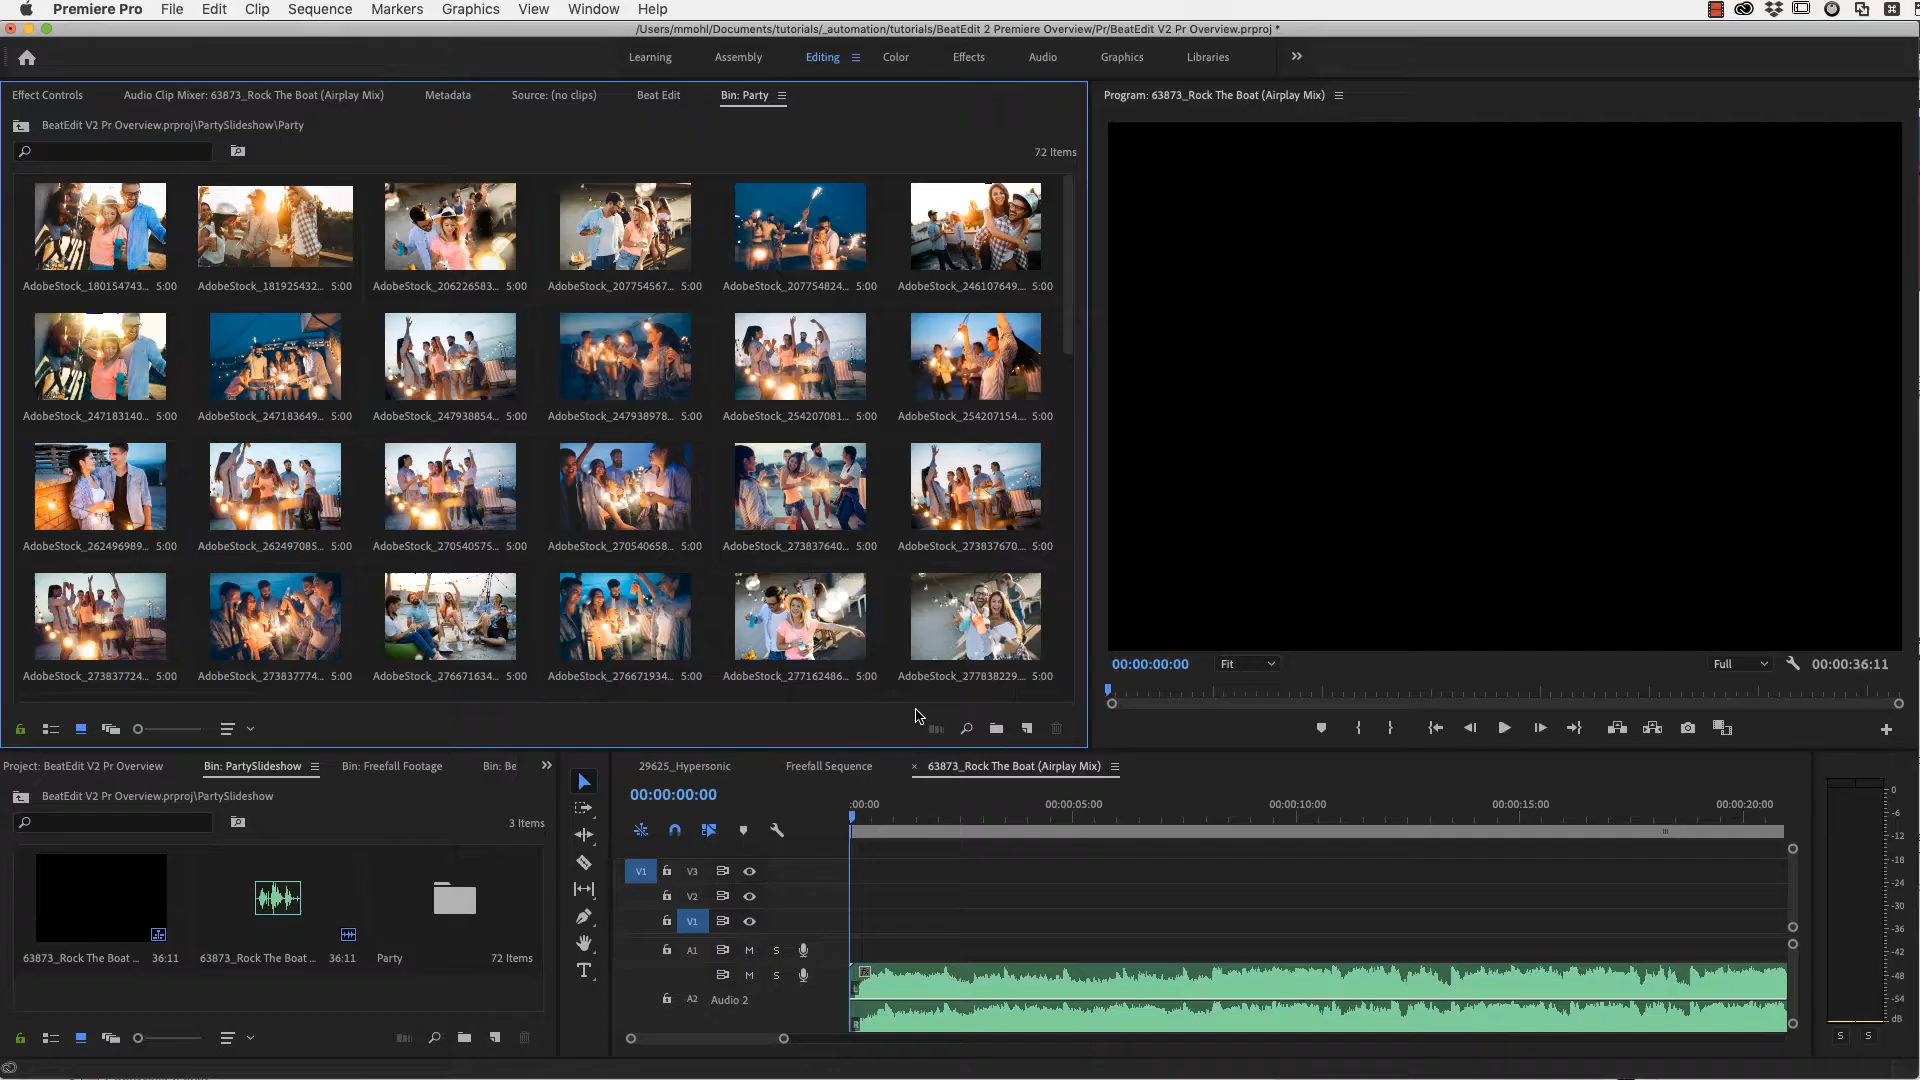 Premiere Pro File Edit Clip Sequence Markers Graphics View Window Help
/Users/mmohl/Documents/tutorials/_automation/tutorials/BeatEdit 2 Premiere Overview/Pr/BeatEdit V2 Pr Overview.prproj *
Learning Assembly Editing Color Effects Audio Graphics Libraries
Effect Controls Audio Clip Mixer: 63873_Rock The Boat (Airplay Mix) Metadata Source: (no clips) Beat Edit Bin: Party
Program: 63873_Rock The Boat (Airplay Mix)
BeatEdit V2 Pr Overview.prproj\PartySlideshow\Party
72 Items
AdobeStock_180154743... 5:00 AdobeStock_181925432... 5:00 AdobeStock_206226583... 5:00 AdobeStock_207754567... 5:00 AdobeStock_207754824... 5:00 AdobeStock_246107649... 5:00
AdobeStock_247183140... 5:00 AdobeStock_247183649... 5:00 AdobeStock_247938854... 5:00 AdobeStock_247938978... 5:00 AdobeStock_254207081... 5:00 AdobeStock_254207154... 5:00
AdobeStock_262496989... 5:00 AdobeStock_262497085... 5:00 AdobeStock_270540575... 5:00 AdobeStock_270540658... 5:00 AdobeStock_273837640... 5:00 AdobeStock_273837670... 5:00
AdobeStock_273837724... 5:00 AdobeStock_273837774... 5:00 AdobeStock_276671634... 5:00 AdobeStock_276671934... 5:00 AdobeStock_277162486... 5:00 AdobeStock_277838229... 5:00
00:00:00:00 Fit Full 00:00:36:11
Project: BeatEdit V2 Pr Overview Bin: PartySlideshow Bin: Freefall Footage Bin: Be
BeatEdit V2 Pr Overview.prproj\PartySlideshow
3 Items
63873_Rock The Boat ... 36:11 63873_Rock The Boat ... 36:11 Party 72 Items
29625_Hypersonic Freefall Sequence × 63873_Rock The Boat (Airplay Mix)
00:00:00:00
:00:00 00:00:05:00 00:00:10:00 00:00:15:00 00:00:20:00
V1 V3
V2
V1
A1 M S
M S
A2 Audio 2
0
-6
-12
-18
-24
-30
-36
-42
-48
-54
dB
S S